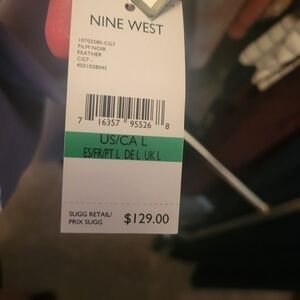 NINE WEST
10702580-CG7
FILM NOIR
FEATHER
CG7 -
4501028045
7 16357 95526 8
US/CA L
ES/FR/PT L DE L UK L
SUGG RETAIL/
PRIX SUGG
$129.00